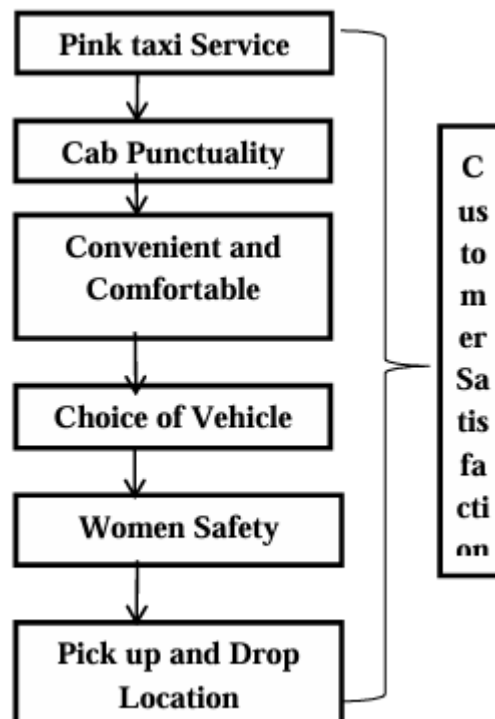 Pink taxi Service
Cab Punctuality
Convenient and
Comfortable
Choice of Vehicle
Women Safety
Pick up and Drop
Location
C
us
to
m
er
Sa
tis
fa
cti
on